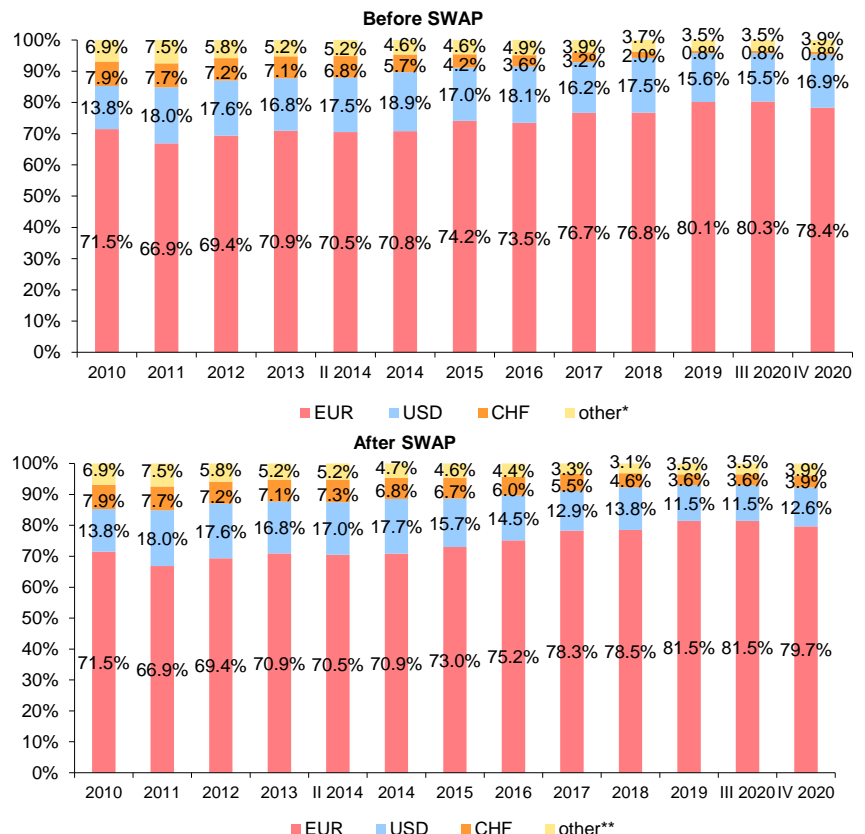 Before SWAP
100%
90%
80%
70%
60%
50%
40%
30%
20%
10%
0%
6.9% 7.5% 5.8% 5.2% 5.2% 4.6% 4.6% 4.9% 3.9% 3.7% 3.5% 3.5% 3.9%
7.9% 7.7% 7.2% 7.1% 6.8% 5.7% 4.2% 3.6% 3.2% 2.0% 0.8% 0.8% 0.8%
13.8% 18.0% 17.6% 16.8% 17.5% 18.9% 17.0% 18.1% 16.2% 17.5% 15.6% 15.5% 16.9%
71.5% 66.9% 69.4% 70.9% 70.5% 70.8% 74.2% 73.5% 76.7% 76.8% 80.1% 80.3% 78.4%
2010 2011 2012 2013 II 2014 2014 2015 2016 2017 2018 2019 III 2020 IV 2020
EUR USD CHF other*
After SWAP
100%
90%
80%
70%
60%
50%
40%
30%
20%
10%
0%
6.9% 7.5% 5.8% 5.2% 5.2% 4.7% 4.6% 4.4% 3.3% 3.1% 3.5% 3.5% 3.9%
7.9% 7.7% 7.2% 7.1% 7.3% 6.8% 6.7% 6.0% 5.5% 4.6% 3.6% 3.6% 3.9%
13.8% 18.0% 17.6% 16.8% 17.0% 17.7% 15.7% 14.5% 12.9% 13.8% 11.5% 11.5% 12.6%
71.5% 66.9% 69.4% 70.9% 70.5% 70.9% 73.0% 75.2% 78.3% 78.5% 81.5% 81.5% 79.7%
2010 2011 2012 2013 II 2014 2014 2015 2016 2017 2018 2019 III 2020 IV 2020
EUR USD CHF other**